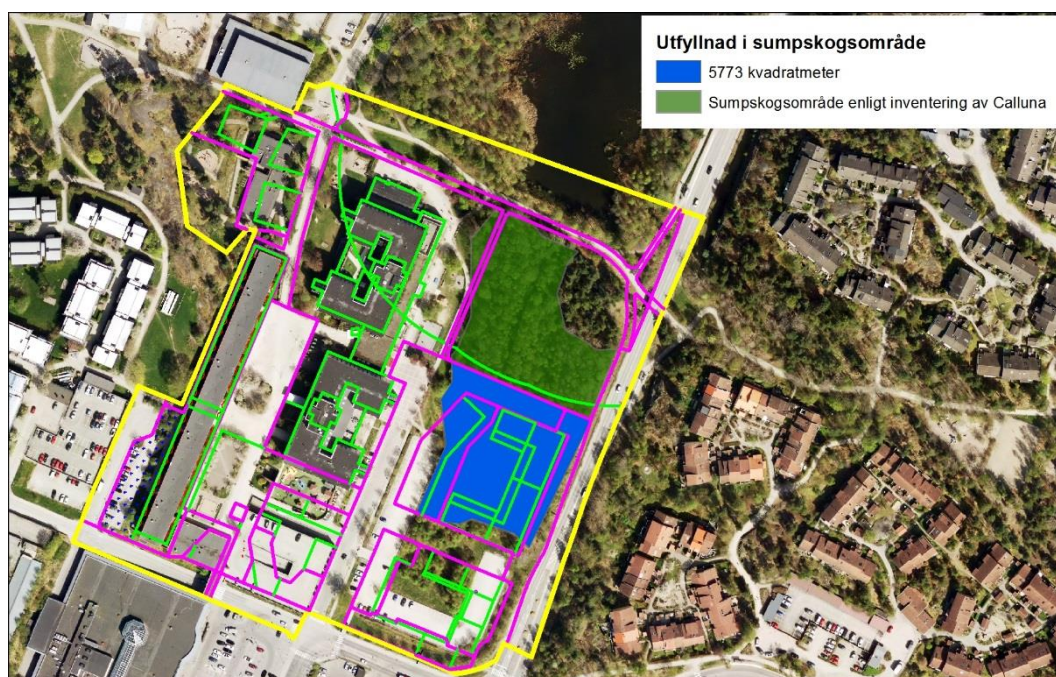 Utfyllnad i sumpskogsområde
5773 kvadratmeter
Sumpskogsområde enligt inventering av Calluna